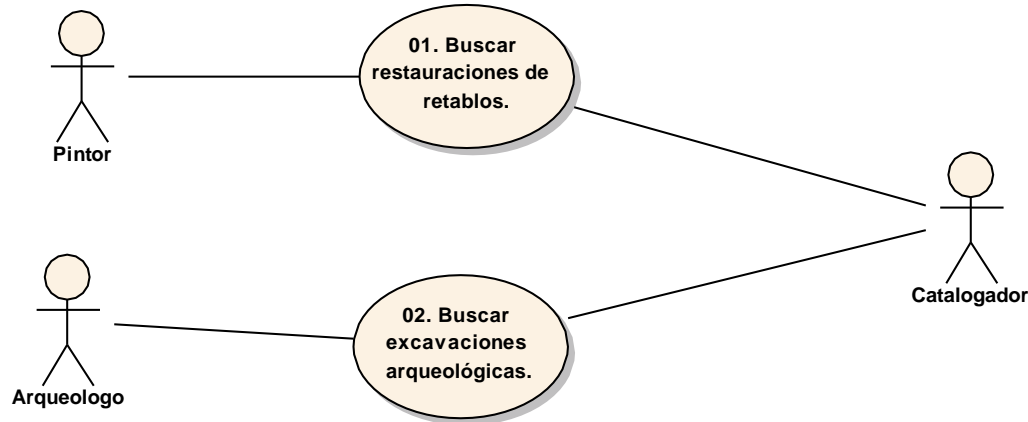 01. Buscar
restauraciones de
retablos.
Pintor
Catalogador
02. Buscar
excavaciones
arqueológicas.
Arqueologo